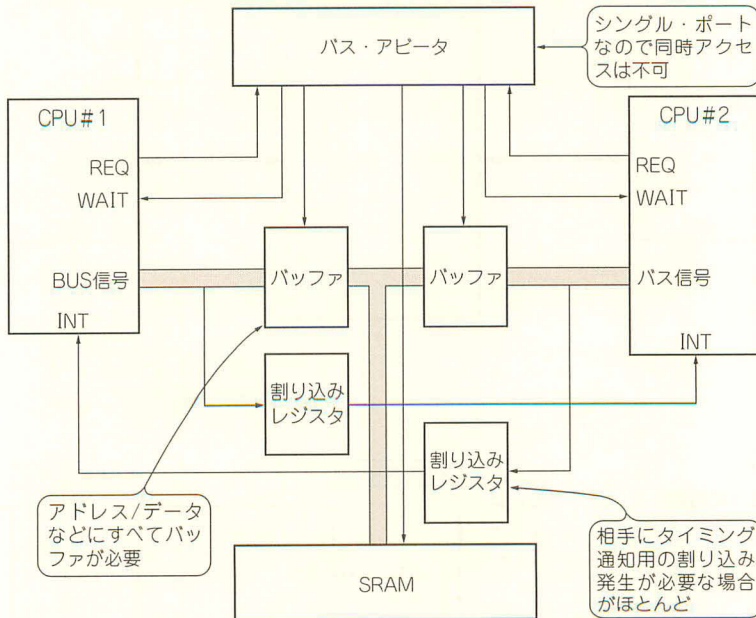 バス・アービータ
シングル・ポート
なので同時アクセ
スは不可
CPU#1
CPU#2
REQ
WAIT
REQ
WAIT
バッファ
バッファ
BUS信号
バス信号
INT
INT
割り込み
レジスタ
割り込み
レジスタ
アドレス/データ
などにすべてバッ
ファが必要
相手にタイミング
通知用の割り込み
発生が必要な場合
がほとんど
SRAM